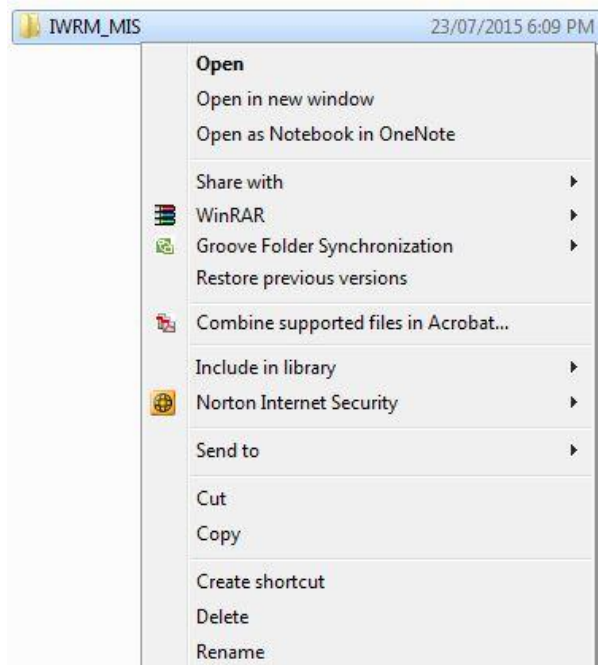 IWRM_MIS 23/07/2015 6:09 PM
Open
Open in new window
Open as Notebook in OneNote
Share with
WinRAR
Groove Folder Synchronization
Restore previous versions
Combine supported files in Acrobat...
Include in library
Norton Internet Security
Send to
Cut
Copy
Create shortcut
Delete
Rename